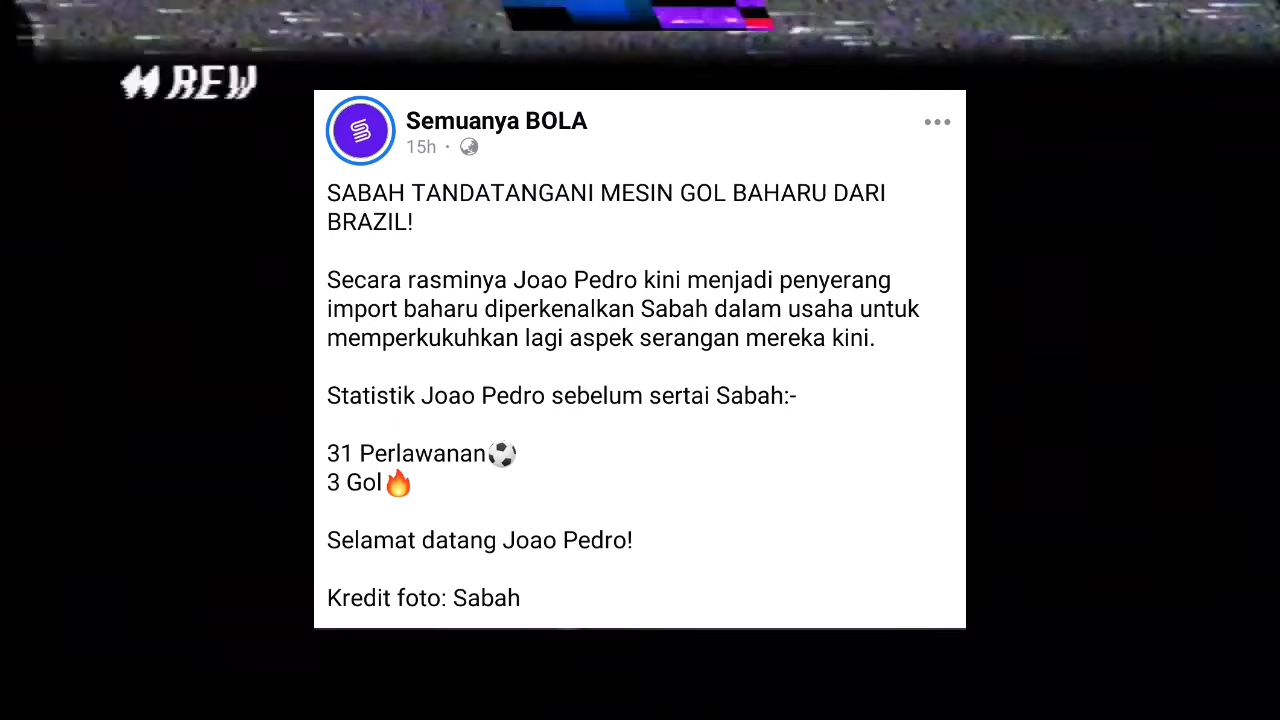 REW
Semuanya BOLA
15h ·
SABAH TANDATANGANI MESIN GOL BAHARU DARI
BRAZIL!
Secara rasminya Joao Pedro kini menjadi penyerang
import baharu diperkenalkan Sabah dalam usaha untuk
memperkukuhkan lagi aspek serangan mereka kini.
Statistik Joao Pedro sebelum sertai Sabah:-
31 Perlawanan⚽
3 Gol🔥
Selamat datang Joao Pedro!
Kredit foto: Sabah